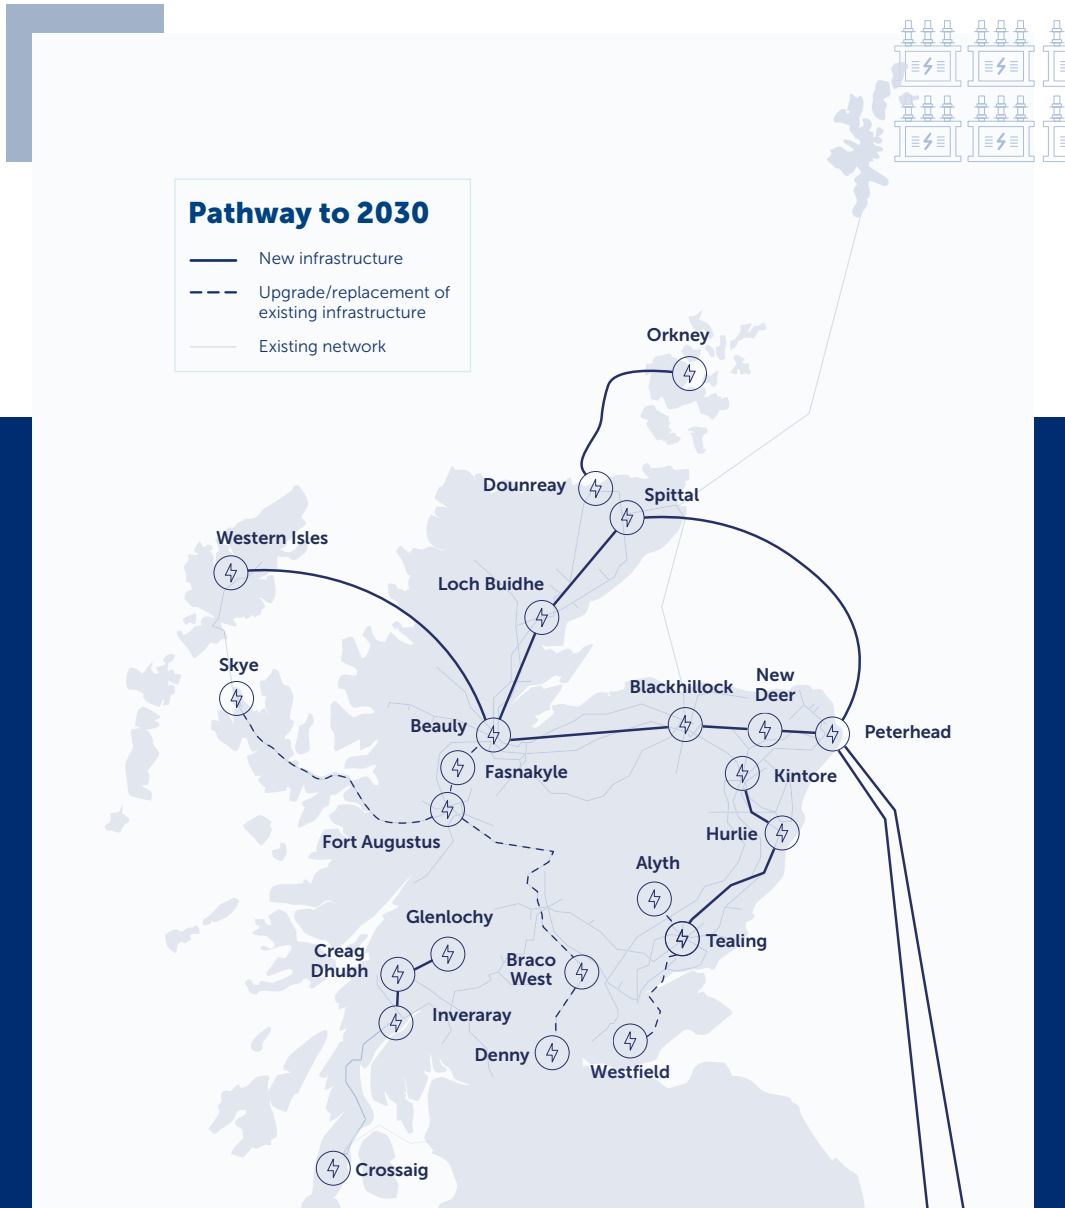 Pathway to 2030
New infrastructure
Upgrade/replacement of
existing infrastructure
Existing network
Orkney
Dounreay
Spittal
Western Isles
Loch Buidhe
Skye
Blackhillock
New
Deer
Beauly
Peterhead
Fasnakyle
Kintore
Fort Augustus
Hurlie
Alyth
Glenlochy
Creag
Dhubh
Tealing
Braco
West
Inveraray
Denny
Westfield
Crossaig